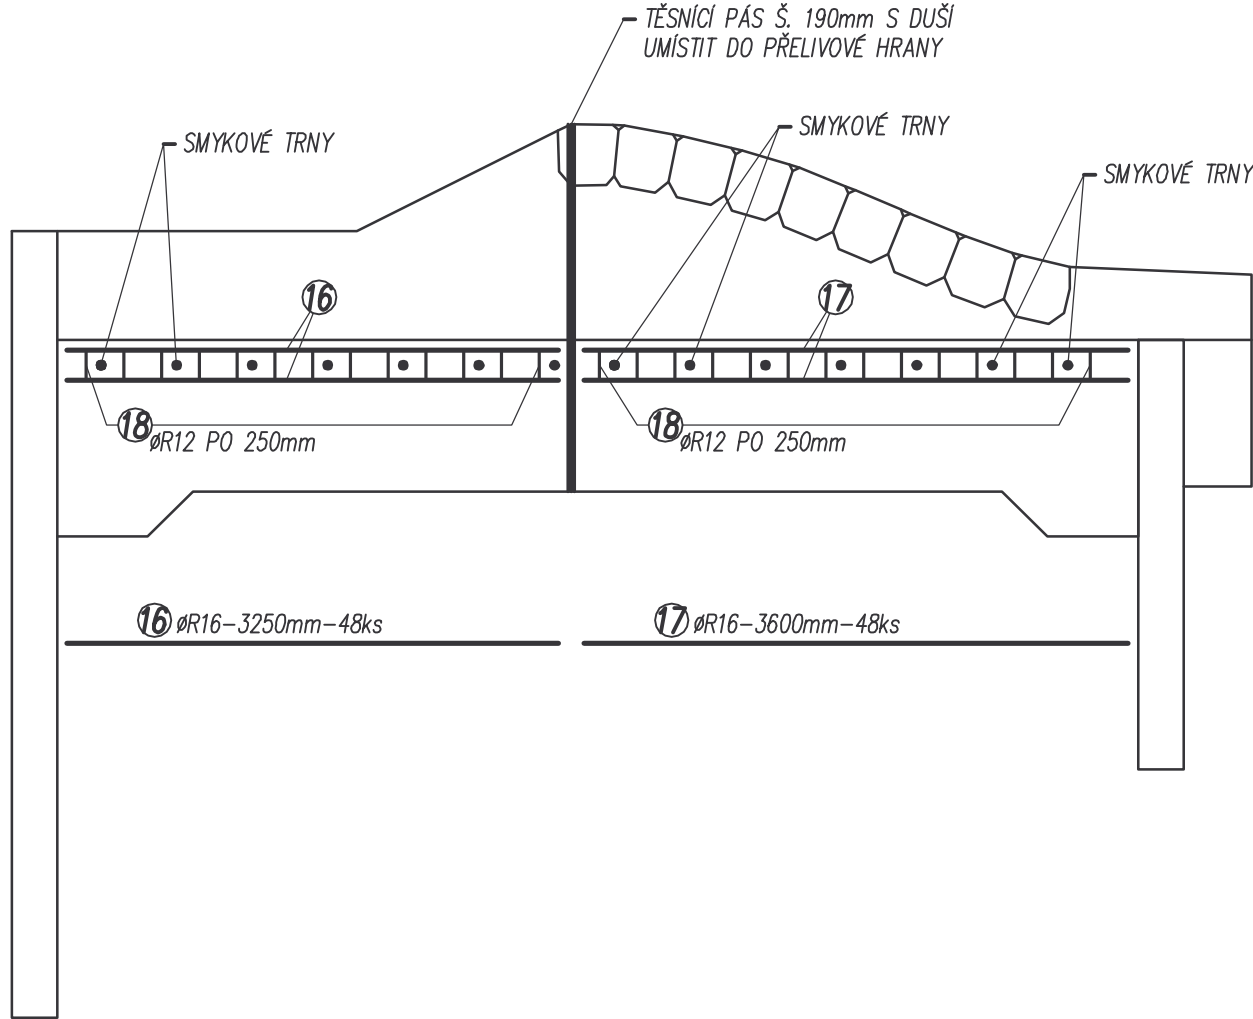 TĚSNÍCÍ PÁS Š. 190mm S DUŠÍ
UMÍSTIT DO PŘELIVOVÉ HRANY
SMYKOVÉ TRNY
SMYKOVÉ TRNY
SMYKOVÉ TRNY
16
17
18 øR12 PO 250mm
18 øR12 PO 250mm
16 øR16-3250mm-48ks
17 øR16-3600mm-48ks